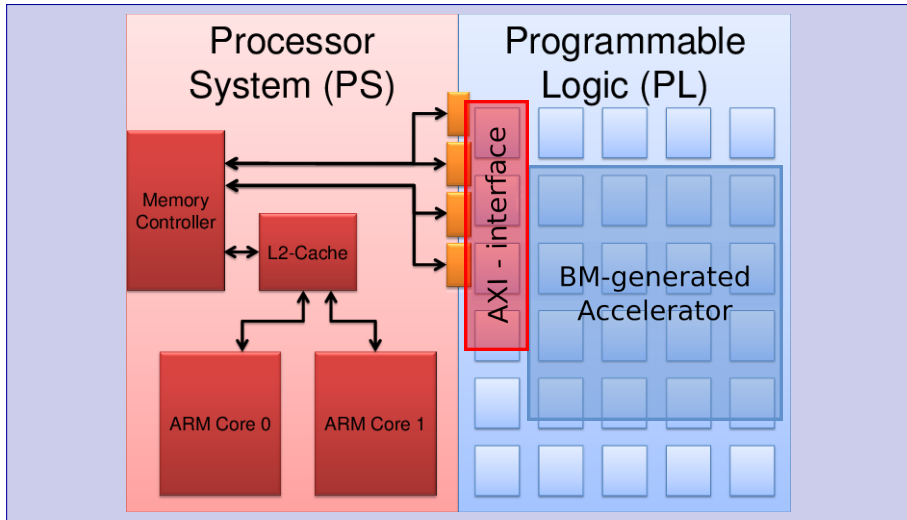 Processor
System (PS)
Programmable
Logic (PL)
Memory
Controller
L2-Cache
ARM Core 0
ARM Core 1
AXI - interface
BM-generated
Accelerator